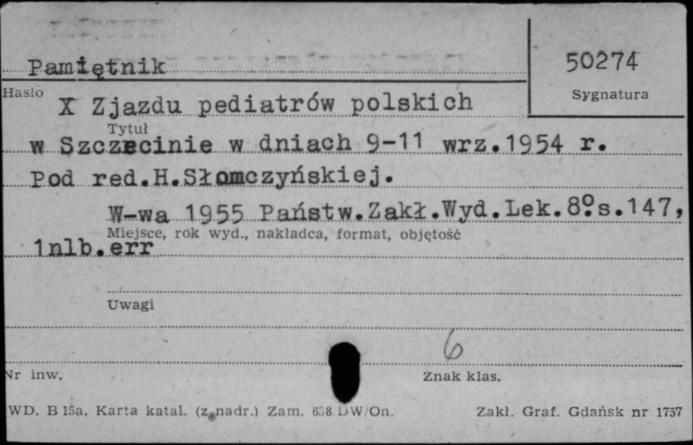 Pamiętnik
50274
Hasło
Sygnatura
X Zjazdu pediatrów polskich
Tytuł
w Szczecinie w dniach 9-11 wrz.1954 r.
Pod red.H.Słomczyńskiej.
W-wa 1955 Państw.Zakł.Wyd.Lek.8º.s.147,
Miejsce, rok wyd., nakładca, format, objętość
1nlb.err
Uwagi
6
Nr inw.
Znak klas.
WD. B 15a. Karta katal. (z nadr.) Zam. DW/On.
Zakł. Graf. Gdańsk nr 1757